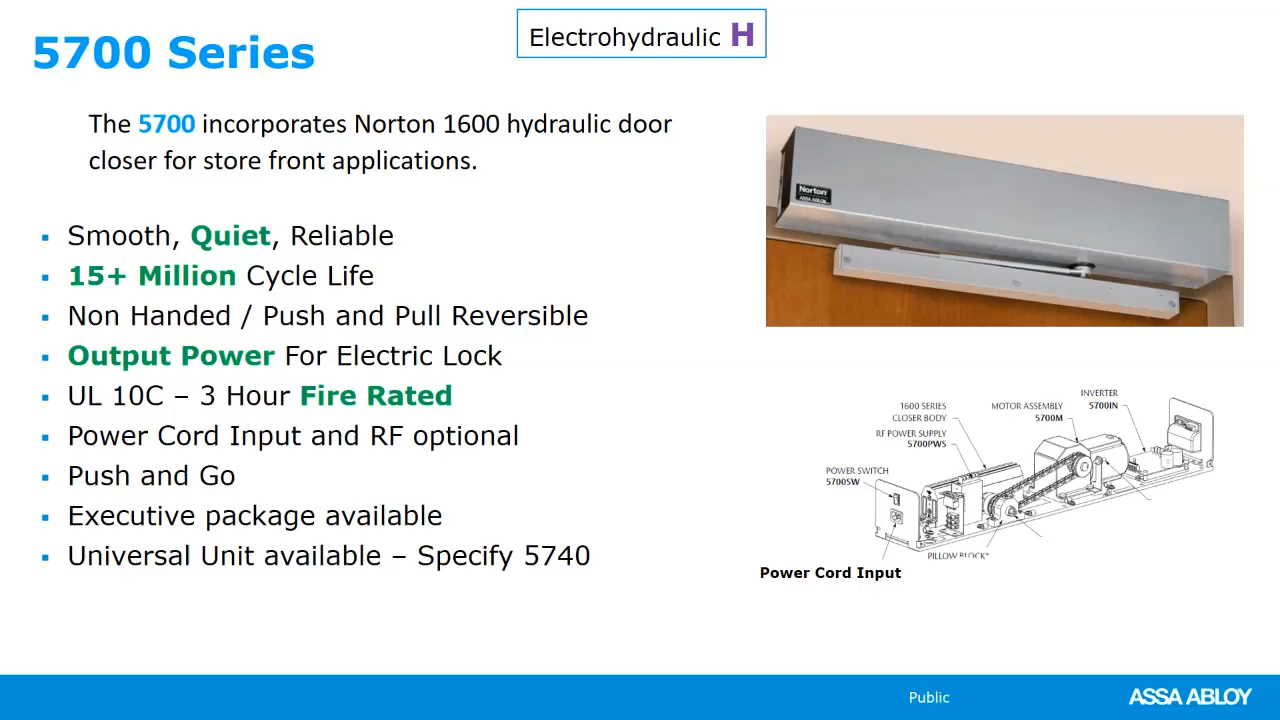 Electrohydraulic H
5700 Series
The 5700 incorporates Norton 1600 hydraulic door
closer for store front applications.
▪ Smooth, Quiet, Reliable
▪ 15+ Million Cycle Life
▪ Non Handed / Push and Pull Reversible
▪ Output Power For Electric Lock
▪ UL 10C – 3 Hour Fire Rated
▪ Power Cord Input and RF optional
▪ Push and Go
▪ Executive package available
▪ Universal Unit available – Specify 5740
Norton
ASSA ABLOY
INVERTER
5700IN
1600 SERIES
CLOSER BODY
MOTOR ASSEMBLY
5700M
RF POWER SUPPLY
5700PWS
POWER SWITCH
5700SW
PILLOW BLOCK*
Power Cord Input
Public
ASSA ABLOY